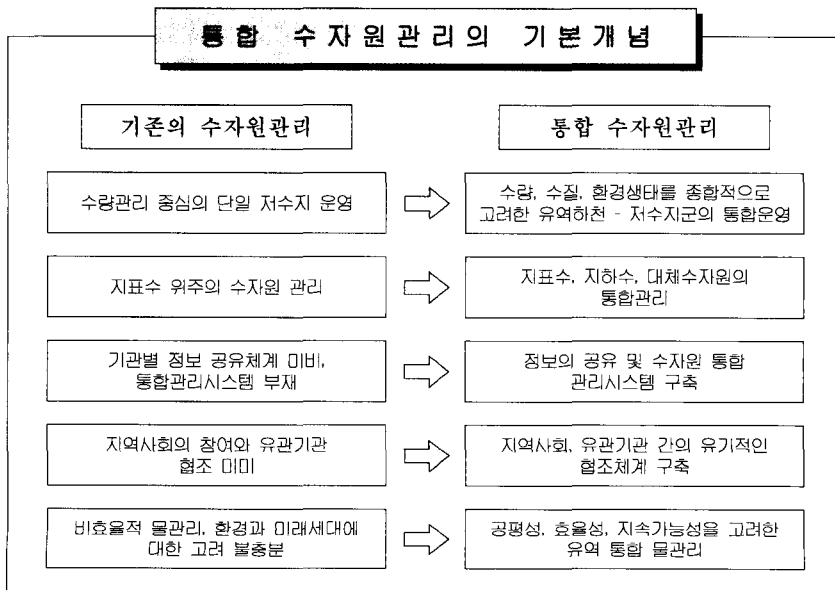 통합 수자원관리의 기본개념
기존의 수자원관리
통합 수자원관리
수량관리 중심의 단일 저수지 운영
수량, 수질, 환경생태를 종합적으로
고려한 유역하천 - 저수지군의 통합운영
지표수 위주의 수자원 관리
지표수, 지하수, 대체수자원의
통합관리
기관별 정보 공유체계 미비,
통합관리시스템 부재
정보의 공유 및 수자원 통합
관리시스템 구축
지역사회의 참여와 유관기관
협조 미미
지역사회, 유관기관 간의 유기적인
협조체계 구축
비효율적 물관리, 환경과 미래세대에
대한 고려 불충분
공평성, 효율성, 지속가능성을 고려한
유역 통합 물관리